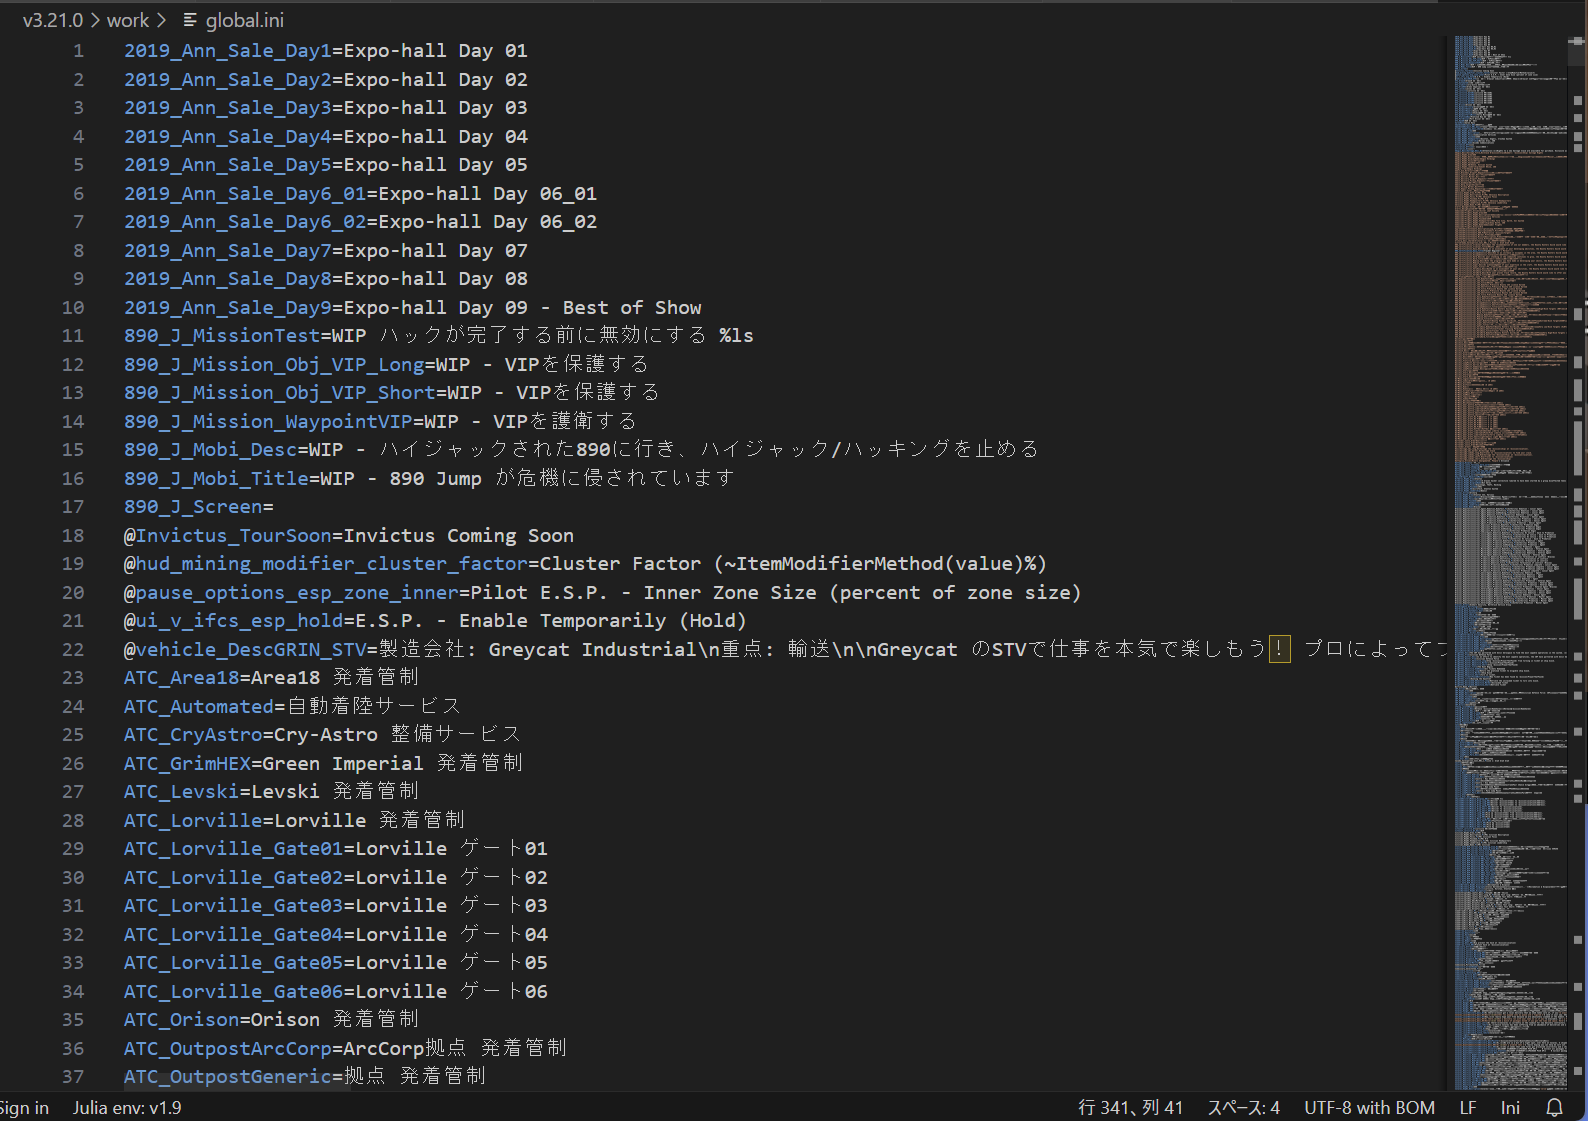 v3.21.0 > work > global.ini
1 2019_Ann_Sale_Day1=Expo-hall Day 01
2 2019_Ann_Sale_Day2=Expo-hall Day 02
3 2019_Ann_Sale_Day3=Expo-hall Day 03
4 2019_Ann_Sale_Day4=Expo-hall Day 04
5 2019_Ann_Sale_Day5=Expo-hall Day 05
6 2019_Ann_Sale_Day6_01=Expo-hall Day 06_01
7 2019_Ann_Sale_Day6_02=Expo-hall Day 06_02
8 2019_Ann_Sale_Day7=Expo-hall Day 07
9 2019_Ann_Sale_Day8=Expo-hall Day 08
10 2019_Ann_Sale_Day9=Expo-hall Day 09 - Best of Show
11 890_J_MissionTest=WIP ハックが完了する前に無効にする %ls
12 890_J_Mission_Obj_VIP_Long=WIP - VIPを保護する
13 890_J_Mission_Obj_VIP_Short=WIP - VIPを保護する
14 890_J_Mission_WaypointVIP=WIP - VIPを護衛する
15 890_J_Mobi_Desc=WIP - ハイジャックされた890に行き、ハイジャック/ハッキングを止める
16 890_J_Mobi_Title=WIP - 890 Jump が危機に侵されています
17 890_J_Screen=
18 @Invictus_TourSoon=Invictus Coming Soon
19 @hud_mining_modifier_cluster_factor=Cluster Factor (~ItemModifierMethod(value)%)
20 @pause_options_esp_zone_inner=Pilot E.S.P. - Inner Zone Size (percent of zone size)
21 @ui_v_ifcs_esp_hold=E.S.P. - Enable Temporarily (Hold)
22 @vehicle_DescGRIN_STV=製造会社: Greycat Industrial\n重点: 輸送\n\nGreycat のSTVで仕事を本気で楽しもう！ プロによって
23 ATC_Area18=Area18 発着管制
24 ATC_Automated=自動着陸サービス
25 ATC_CryAstro=Cry-Astro 整備サービス
26 ATC_GrimHEX=Green Imperial 発着管制
27 ATC_Levski=Levski 発着管制
28 ATC_Lorville=Lorville 発着管制
29 ATC_Lorville_Gate01=Lorville ゲート01
30 ATC_Lorville_Gate02=Lorville ゲート02
31 ATC_Lorville_Gate03=Lorville ゲート03
32 ATC_Lorville_Gate04=Lorville ゲート04
33 ATC_Lorville_Gate05=Lorville ゲート05
34 ATC_Lorville_Gate06=Lorville ゲート06
35 ATC_Orison=Orison 発着管制
36 ATC_OutpostArcCorp=ArcCorp拠点 発着管制
37 ATC_OutpostGeneric=拠点 発着管制
Sign in Julia env: v1.9 行 341、列 41 スペース: 4 UTF-8 with BOM LF Ini